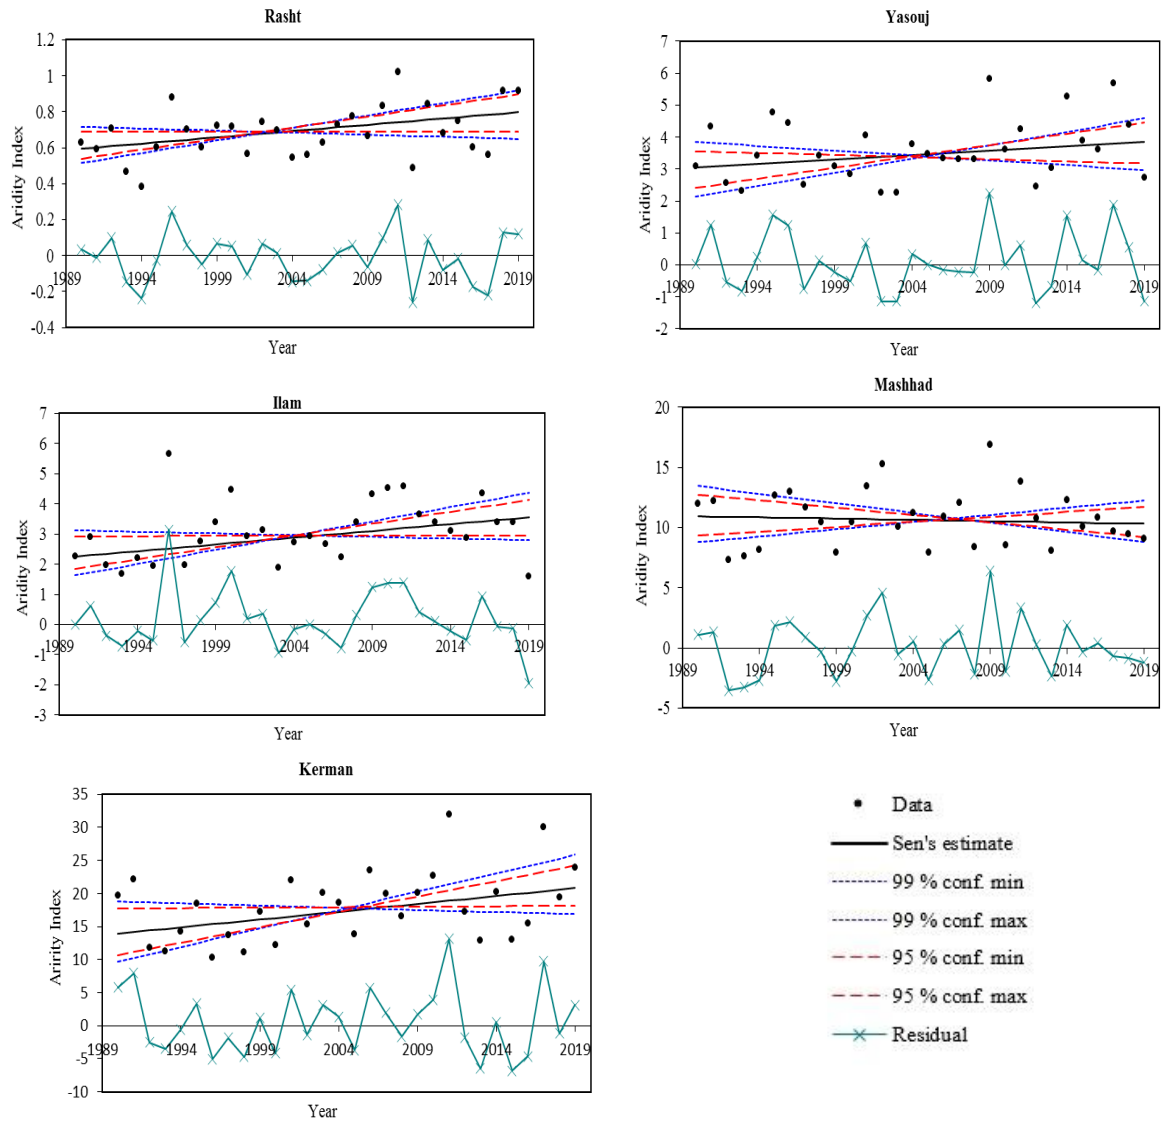 Rasht
1.2
1
0.8
0.6
0.4
0.2
0
-0.2
-0.4
Aridity Index
1989 1994 1999 2004 2009 2014 2019
Year
Yasouj
7
6
5
4
3
2
1
0
-1
-2
Aridity Index
1989 1994 1999 2004 2009 2014 2019
Year
Ilam
7
6
5
4
3
2
1
0
-1
-2
-3
Aridity Index
1989 1994 1999 2004 2009 2014 2019
Year
Mashhad
20
15
10
5
0
-5
Aridity Index
1989 1994 1999 2004 2009 2014 2019
Year
Kerman
35
30
25
20
15
10
5
0
-5
-10
Aririty Index
1989 1994 1999 2004 2009 2014 2019
Year
Data
Sen's estimate
99 % conf. min
99 % conf. max
95 % conf. min
95 % conf. max
Residual